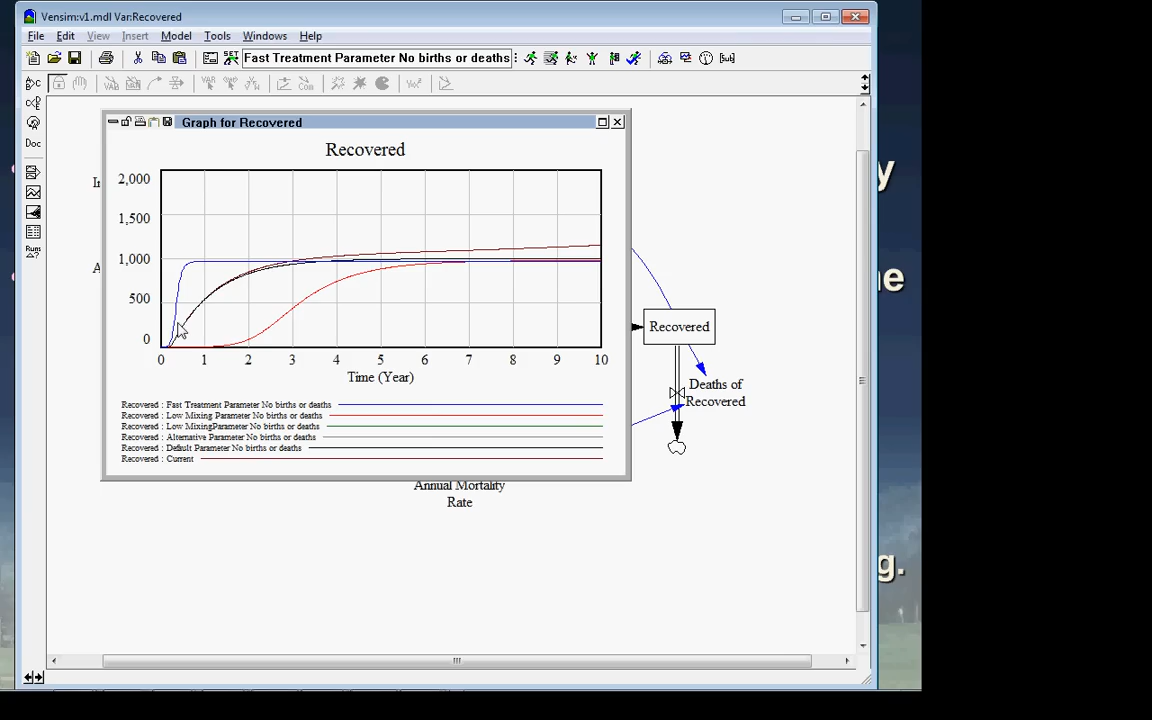 Vensim:v1.mdl Var:Recovered
File Edit View Insert Model Tools Windows Help
SET Fast Treatment Parameter No births or deaths
Doc
Runs
Graph for Recovered
Recovered
2,000
1,500
1,000
500
0
0 1 2 3 4 5 6 7 8 9 10
Time (Year)
Recovered : Fast Treatment Parameter No births or deaths
Recovered : Low Mixing Parameter No births or deaths
Recovered : Low MixingParameter No births or deaths
Recovered : Alternative Parameter No births or deaths
Recovered : Default Parameter No births or deaths
Recovered : Current
In
A
Recovered
Deaths of
Recovered
Annual Mortality
Rate
y
e
g.